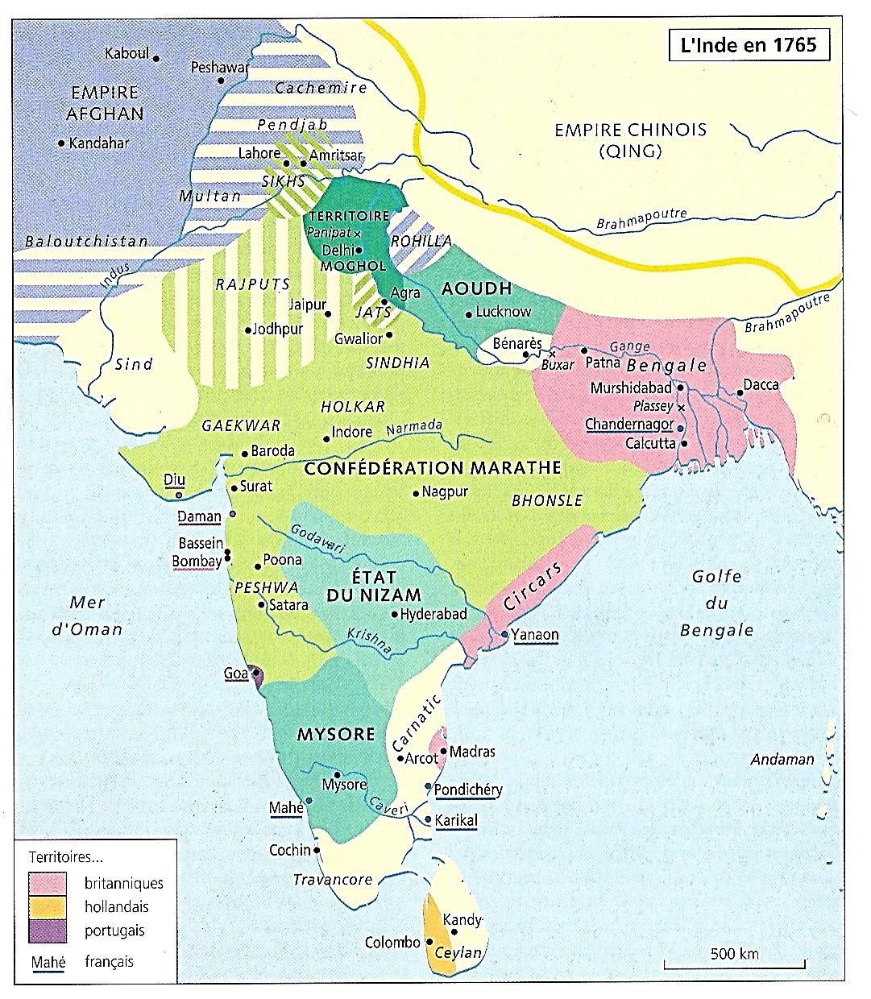 L'Inde en 1765
Kaboul
Peshawar
EMPIRE
AFGHAN
Cachemire
Pendjab
EMPIRE CHINOIS
(QING)
Kandahar
Lahore
Amritsar
SIKHS
Multan
TERRITOIRE
Panipat
Delhi
MOGHOL
ROHILLA
Brahmapoutre
Baloutchistan
Indus
RAJPUTS
Jaipur
Jodhpur
JATS
Agra
Gwalior
AOUDH
Lucknow
Brahmapoutre
Sind
SINDHIA
Bénarès
Buxar
Patna
Gange
Bengale
Murshidabad
Dacca
Plassey
Chandernagor
Calcutta
HOLKAR
GAEKWAR
Indore
Narmada
Baroda
CONFÉDÉRATION MARATHE
Diu
Surat
Nagpur
BHONSLE
Daman
Bassein
Bombay
Godavari
Poona
PESHWA
Satara
ÉTAT
DU NIZAM
Hyderabad
Krishna
Circars
Yanaon
Mer
d'Oman
Golfe
du
Bengale
Goa
MYSORE
Carnatic
Arcot
Madras
Andaman
Mysore
Pondichéry
Mahé
Caveri
Karikal
Cochin
Travancore
Kandy
Colombo
Ceylan
Territoires...
britanniques
hollandais
portugais
Mahé français
500 km